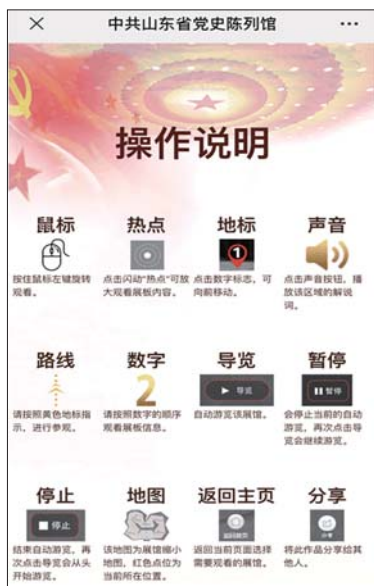 中共山东省党史陈列馆
操作说明
鼠标 热点 地标 声音
1
按住鼠标左键旋转 点击闪动"热点"可放 点击数字标志，可 点击声音按钮，播
观看。 大观看展板内容。 向前移动。 放该区域的解说
词。
路线 数字 导览 暂停
2 导览 暂停
请按照黄色地标指 请按照数字的顺序 自动游览该展馆。 会停止当前的自动
示，进行参观。 观看展板信息。 游览，再次点击导
览会继续游览。
停止 地图 返回主页 分享
停止 返回首页 分享
结束自动游览，再 该地图为展馆缩小 返回当前页面选择 将此作品分享给其
次点击导览会从头 地图，红色点位为 需要观看的展馆。 他人。
开始游览。 当前所在位置。